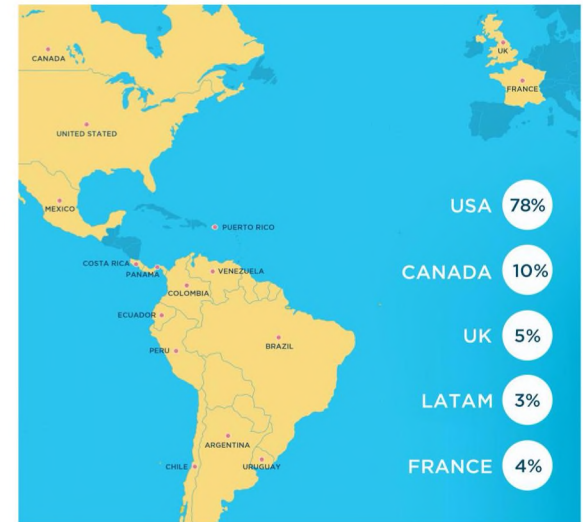 CANADA
UK
FRANCE
UNITED STATED
MEXICO
PUERTO RICO
COSTA RICA
PANAMA
VENEZUELA
COLOMBIA
ECUADOR
PERU
BRAZIL
ARGENTINA
CHILE
URUGUAY
USA 78%
CANADA 10%
UK 5%
LATAM 3%
FRANCE 4%